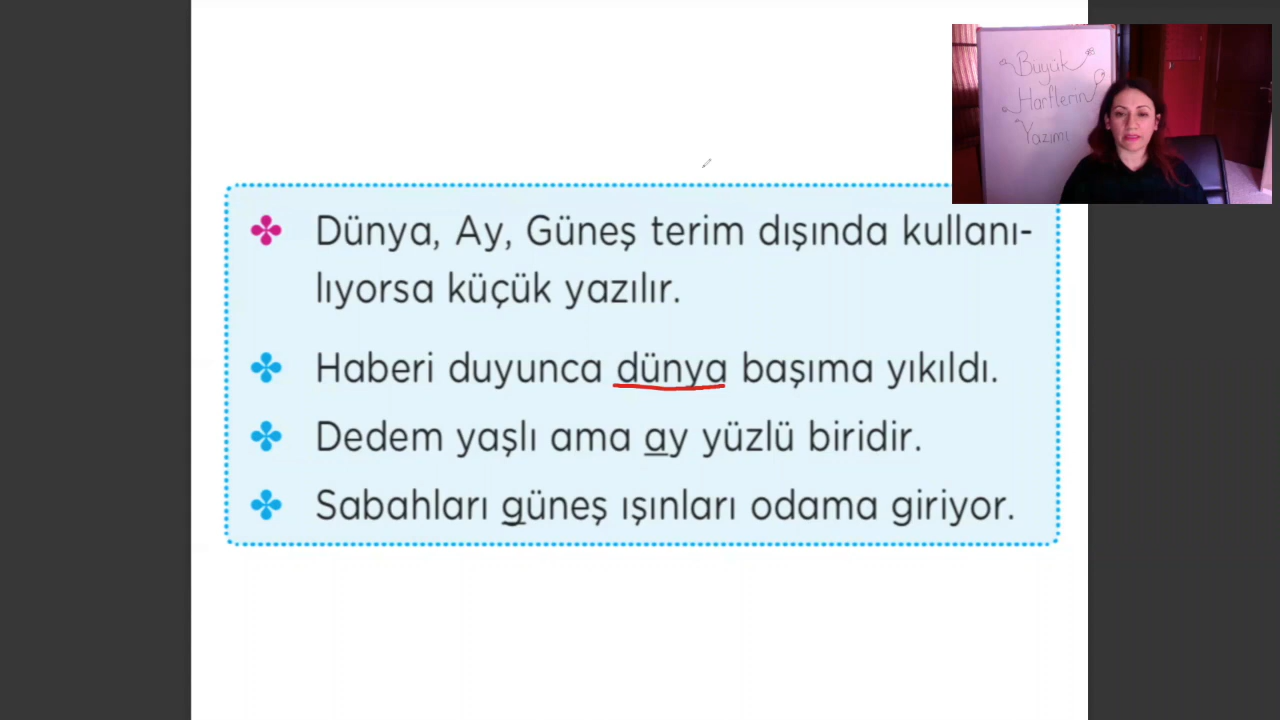 Büyük
Harflerin
Yazımı
Dünya, Ay, Güneş terim dışında kullanı-
lıyorsa küçük yazılır.
Haberi duyunca dünya başıma yıkıldı.
Dedem yaşlı ama ay yüzlü biridir.
Sabahları güneş ışınları odama giriyor.